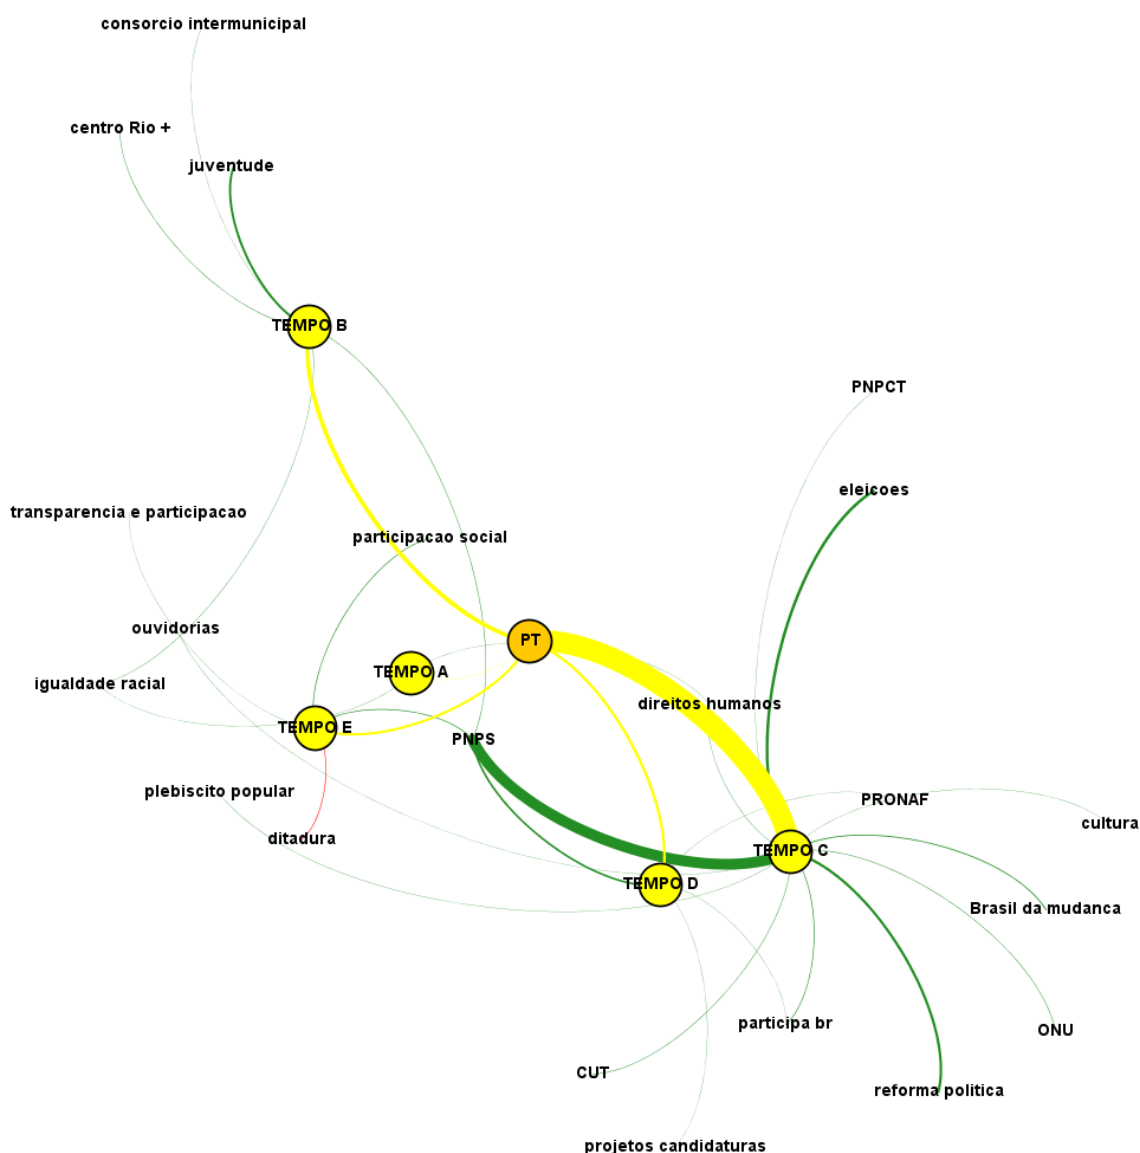 consorcio intermunicipal
centro Rio +
juventude
TEMPO B
PNPCT
eleicoes
transparencia e participacao
participacao social
ouvidorias
PT
TEMPO A
igualdade racial
direitos humanos
TEMPO E
PNPS
plebiscito popular
PRONAF
cultura
ditadura
TEMPO C
TEMPO D
Brasil da mudanca
participa br
ONU
CUT
reforma politica
projetos candidaturas